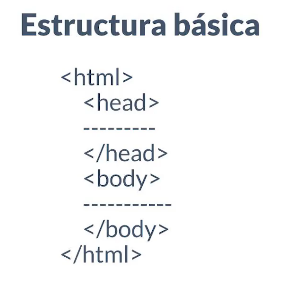 Estructura básica
<html>
<head>
---------
</head>
<body>
-----------
</body>
</html>